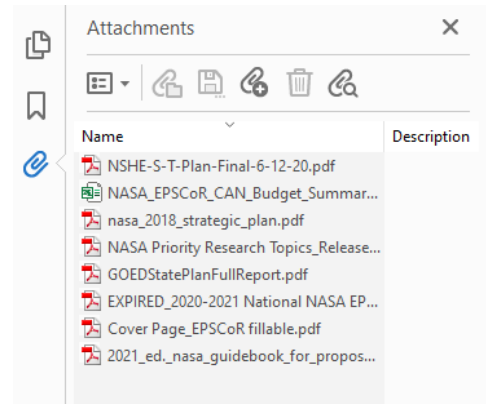 Attachments
Name Description
NSHE-S-T-Plan-Final-6-12-20.pdf
NASA_EPSCoR_CAN_Budget_Summar...
nasa_2018_strategic_plan.pdf
NASA Priority Research Topics_Release...
GOEDStatePlanFullReport.pdf
EXPIRED_2020-2021 National NASA EP...
Cover Page_EPSCoR fillable.pdf
2021_ed._nasa_guidebook_for_propos...